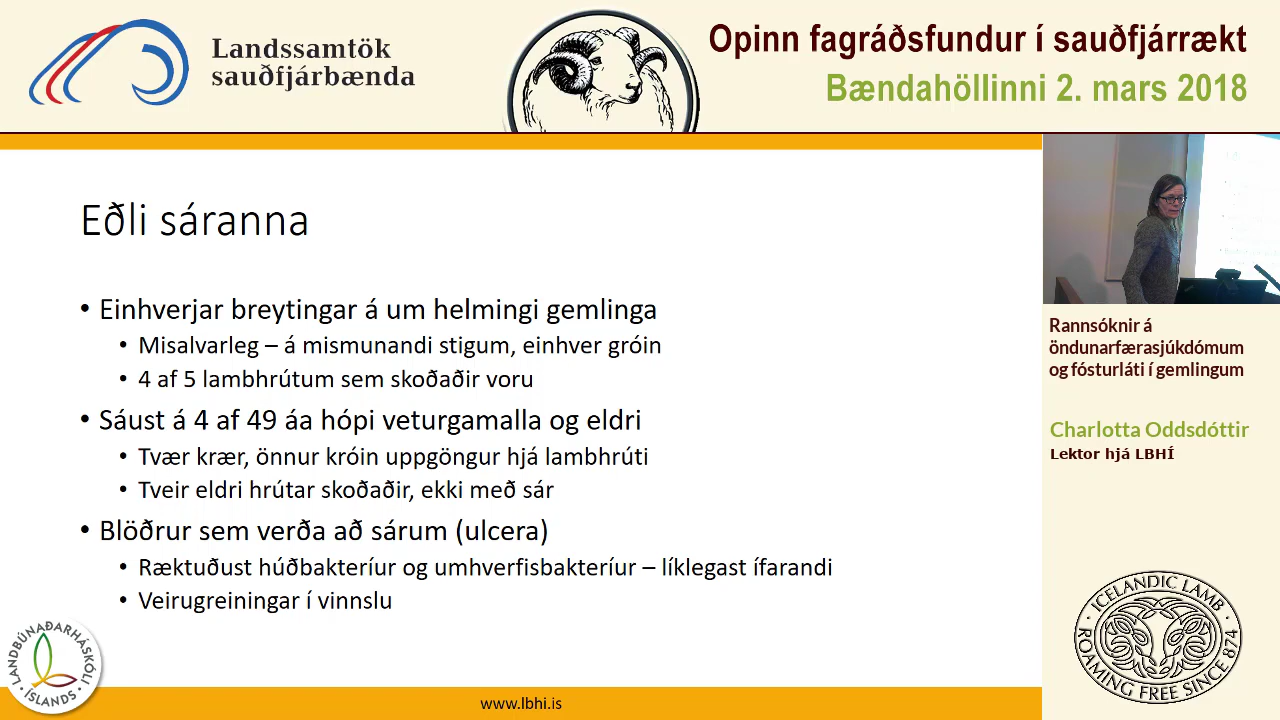 Landssamtök
sauðfjárbænda
Opinn fagráðsfundur í sauðfjárrækt
Bændahöllinni 2. mars 2018
Eðli sáranna
• Einhverjar breytingar á um helmingi gemlinga
• Misalvarleg – á mismunandi stigum, einhver gróin
• 4 af 5 lambhrútum sem skoðaðir voru
• Sáust á 4 af 49 áa hópi veturgamalla og eldri
• Tvær krær, önnur króin uppgöngur hjá lambhrúti
• Tveir eldri hrútar skoðaðir, ekki með sár
• Blöðrur sem verða að sárum (ulcera)
• Ræktuðust húðbakteríur og umhverfisbakteríur – líklegast ífarandi
• Veirugreiningar í vinnslu
Rannsóknir á
öndunarfærasjúkdómum
og fósturláti í gemlingum
Charlotta Oddsdóttir
Lektor hjá LBHÍ
· ICELANDIC LAMB ·
ROAMING FREE SINCE 874
LANDBÚNAÐARHÁSKÓLI
· ÍSLANDS ·
www.lbhi.is